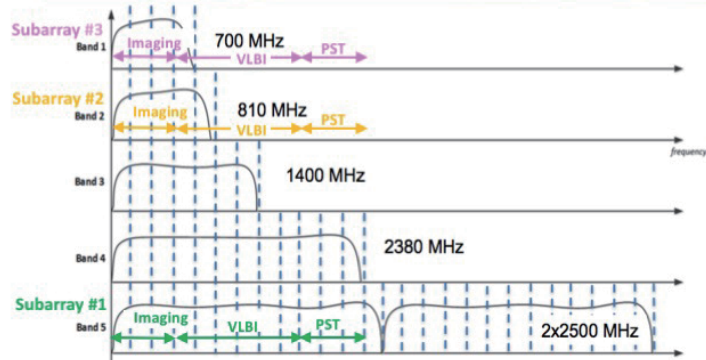 Subarray #3
Imaging
700 MHz
PST
Band 1
VLBI
Subarray #2
Imaging
810 MHz
PST
Band 2
VLBI
frequency
Band 3
1400 MHz
Band 4
2380 MHz
Subarray #1
Imaging
VLBI
PST
Band 5
2x2500 MHz